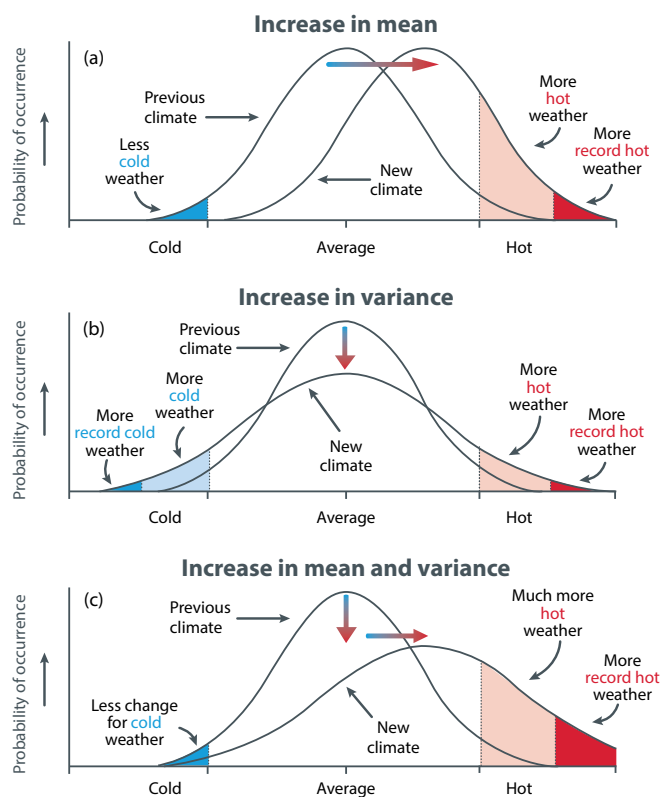 Increase in mean
(a)
Probability of occurrence
Previous
climate
Less
cold
weather
New
climate
More
hot
weather
More
record hot
weather
Cold
Average
Hot
Increase in variance
(b)
Probability of occurrence
Previous
climate
More
cold
weather
More
record cold
weather
New
climate
More
hot
weather
More
record hot
weather
Cold
Average
Hot
Increase in mean and variance
(c)
Probability of occurrence
Previous
climate
Less change
for cold
weather
New
climate
Much more
hot
weather
More
record hot
weather
Cold
Average
Hot